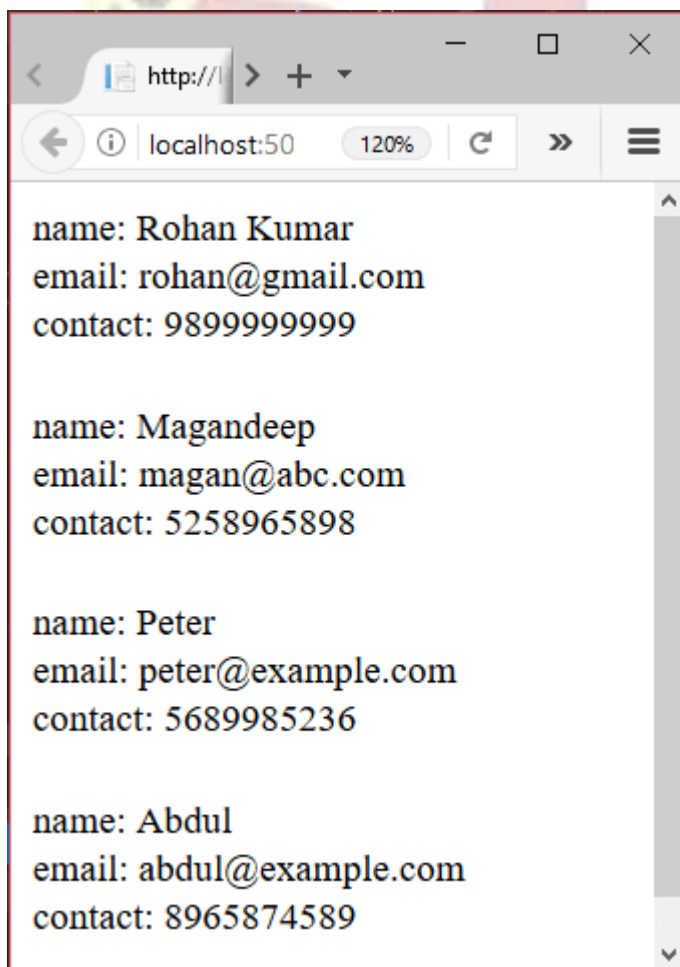 http://l
localhost:50 120%
name: Rohan Kumar
email: rohan@gmail.com
contact: 9899999999
name: Magandeep
email: magan@abc.com
contact: 5258965898
name: Peter
email: peter@example.com
contact: 5689985236
name: Abdul
email: abdul@example.com
contact: 8965874589